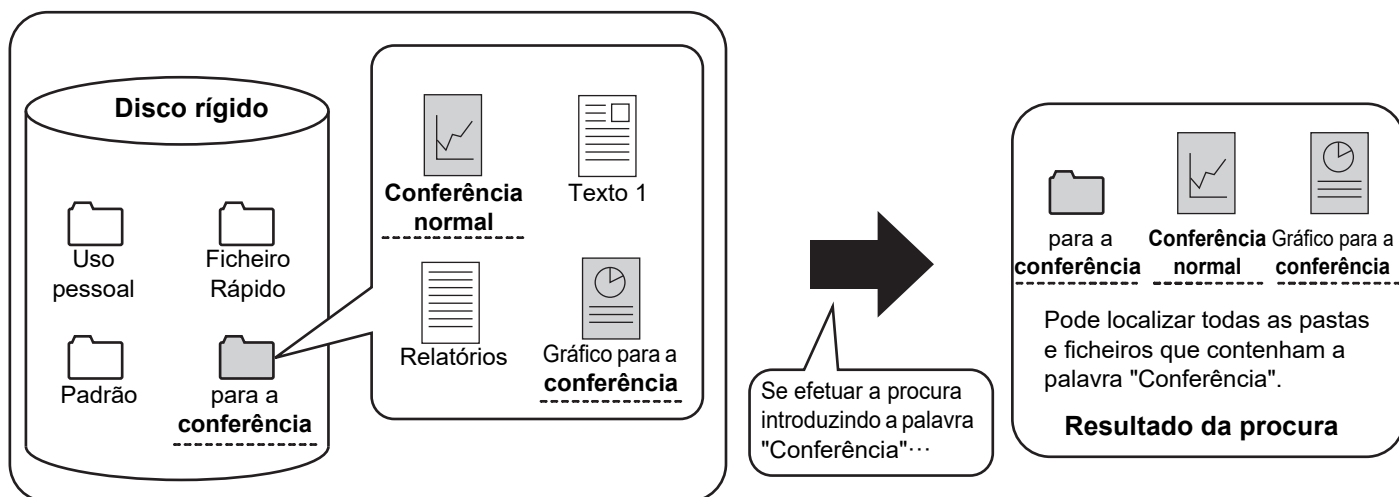 Disco rígido
Uso
pessoal
Ficheiro
Rápido
Padrão
para a
conferência
Conferência
normal
Texto 1
Relatórios
Gráfico para a
conferência
Se efetuar a procura
introduzindo a palavra
"Conferência"···
para a
conferência
Conferência
normal
Gráfico para a
conferência
Pode localizar todas as pastas
e ficheiros que contenham a
palavra "Conferência".
Resultado da procura